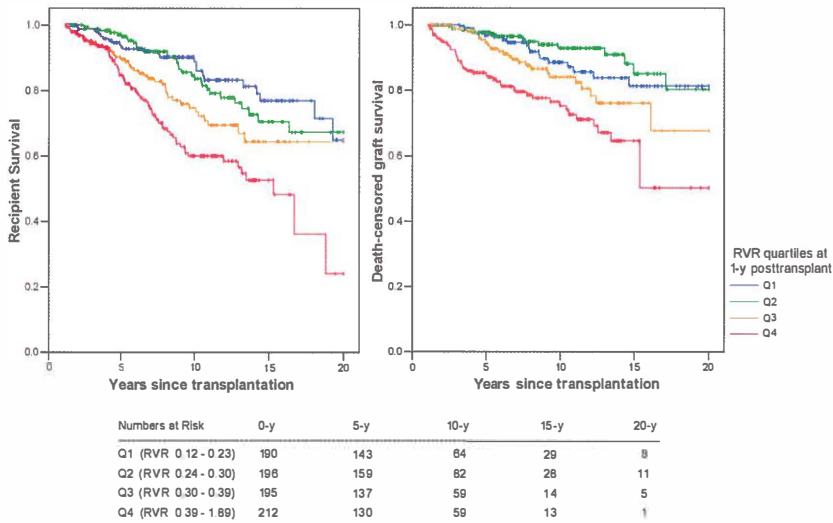 Recipient Survival
1.0
0.8
0.6
0.4
0.2
0.0
0
5
10
15
20
Years since transplantation
Death-censored graft survival
1.0
0.8
0.6
0.4
0.2
0.0
0
5
10
15
20
Years since transplantation
RVR quartiles at
1-y posttransplant
Q1
Q2
Q3
Q4
Numbers at Risk 0-y 5-y 10-y 15-y 20-y
Q1 (RVR 0.12 - 0.23) 190 143 64 29 8
Q2 (RVR 0.24 - 0.30) 196 159 82 28 11
Q3 (RVR 0.30 - 0.39) 195 137 59 14 5
Q4 (RVR 0.39 - 1.89) 212 130 59 13 1